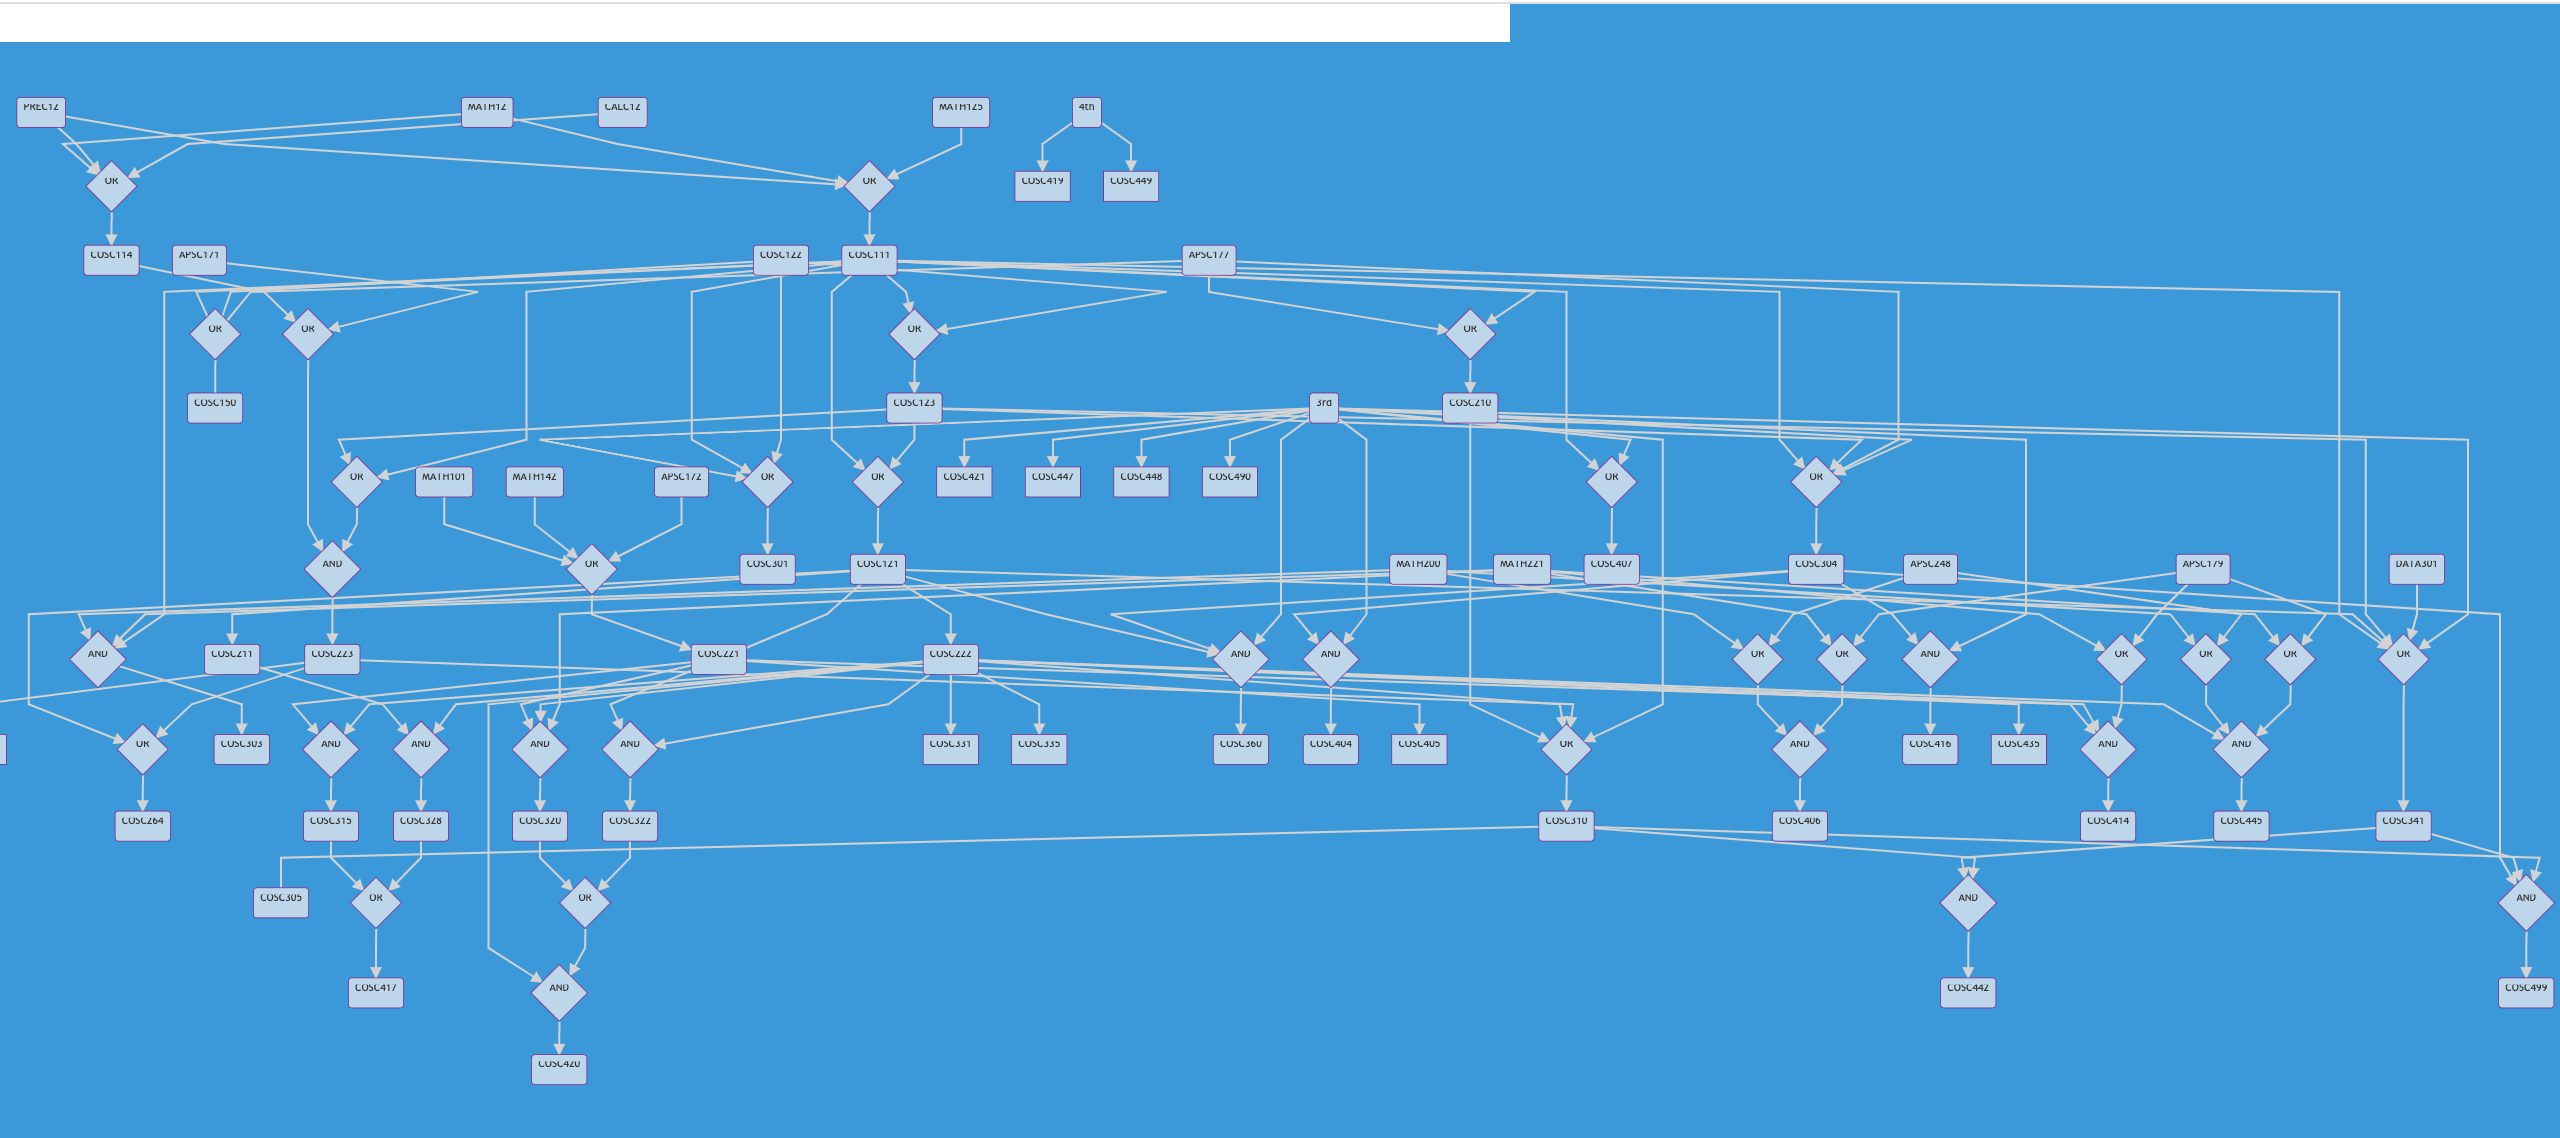 PREC12
MATH12
CALC12
MATH125
4th
OR
OR
COSC419
COSC449
COSC114
APSC171
COSC122
COSC111
APSC177
OR
OR
OR
OR
COSC150
COSC123
3rd
COSC210
OR
MATH101
MATH142
APSC172
OR
OR
COSC421
COSC447
COSC448
COSC490
OR
OR
AND
OR
COSC301
COSC121
MATH200
MATH221
COSC407
COSC304
APSC248
APSC179
DATA301
AND
COSC211
COSC223
COSC221
COSC222
AND
AND
OR
OR
AND
OR
OR
OR
OR
OR
COSC303
AND
AND
AND
AND
COSC331
COSC335
COSC360
COSC404
COSC405
OR
AND
COSC416
COSC435
AND
AND
COSC264
COSC315
COSC328
COSC320
COSC322
COSC310
COSC406
COSC414
COSC445
COSC341
COSC305
OR
OR
AND
AND
COSC417
AND
COSC442
COSC499
COSC420